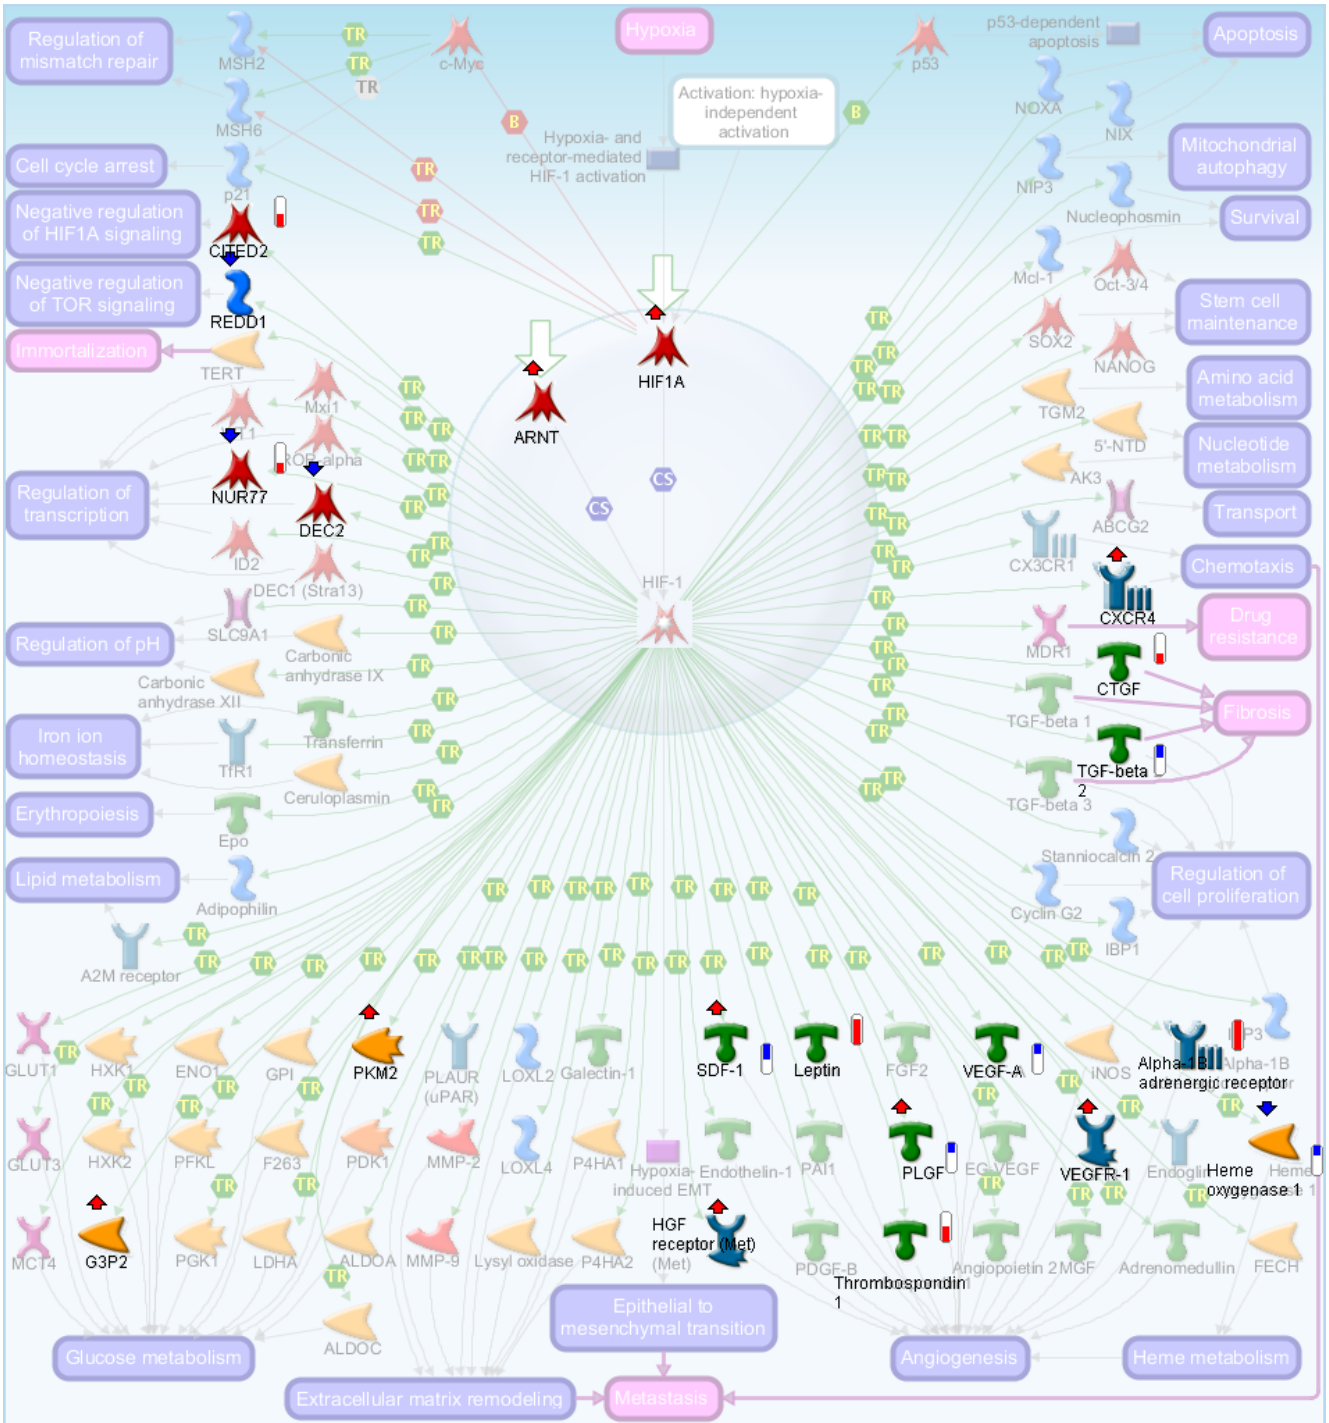 Regulation of
mismatch repair
MSH2
TR
TR
TR
c-Myc
Hypoxia
p53
p53-dependent
apoptosis
Apoptosis
MSH6
B
Activation: hypoxia-
independent
activation
B
NOXA
NIX
Hypoxia- and
receptor-mediated
HIF-1 activation
Cell cycle arrest
p21
TR
TR
TR
NIP3
Mitochondrial
autophagy
Nucleophosmin
Survival
Negative regulation
of HIF1A signaling
CITED2
Mcl-1
Oct-3/4
Negative regulation
of TOR signaling
REDD1
Stem cell
maintenance
SOX2
NANOG
Immortalization
TERT
HIF1A
ARNT
Mxi1
TGM2
Amino acid
metabolism
5'-NTD
Nucleotide
metabolism
AK3
NUR77
Regulation of
transcription
DEC2
CS
CS
ABCG2
Transport
ID2
DEC1 (Stra13)
HIF-1
CX3CR1
Chemotaxis
CXCR4
SLC9A1
Regulation of pH
Carbonic
anhydrase IX
MDR1
Drug
resistance
CTGF
Carbonic
anhydrase XII
TGF-beta 1
Fibrosis
Transferrin
Iron ion
homeostasis
TfR1
TGF-beta
2
Ceruloplasmin
TGF-beta 3
Erythropoiesis
Epo
Stanniocalcin 2
Lipid metabolism
Adipophilin
Cyclin G2
Regulation of
cell proliferation
IBP1
A2M receptor
GLUT1
HXK1
ENO1
GPI
PKM2
PLAUR
(uPAR)
LOXL2
Galectin-1
SDF-1
Leptin
FGF2
VEGF-A
iNOS
Alpha-1B
adrenergic receptor
GLUT3
HXK2
PFKL
F263
PDK1
MMP-2
LOXL4
P4HA1
Hypoxia-
induced EMT
Endothelin-1
PAI1
PLGF
EG-VEGF
VEGFR-1
Heme
oxygenase 1
MCT4
G3P2
PGK1
LDHA
ALDOA
MMP-9
Lysyl oxidase
P4HA2
HGF
receptor (Met)
(Met)
PDGF-B
Thrombospondin
1
Angiopoietin 2
MGF
Adrenomedullin
FECH
ALDOC
Epithelial to
mesenchymal transition
Glucose metabolism
Angiogenesis
Heme metabolism
Extracellular matrix remodeling
Metastasis